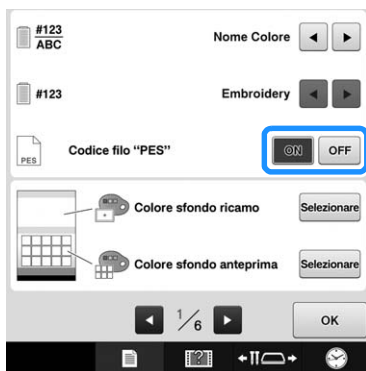 #123
ABC
Nome Colore
#123
Embroidery
PES
Codice filo “PES”
ON OFF
Colore sfondo ricamo
Selezionare
Colore sfondo anteprima
Selezionare
1/6
OK
?